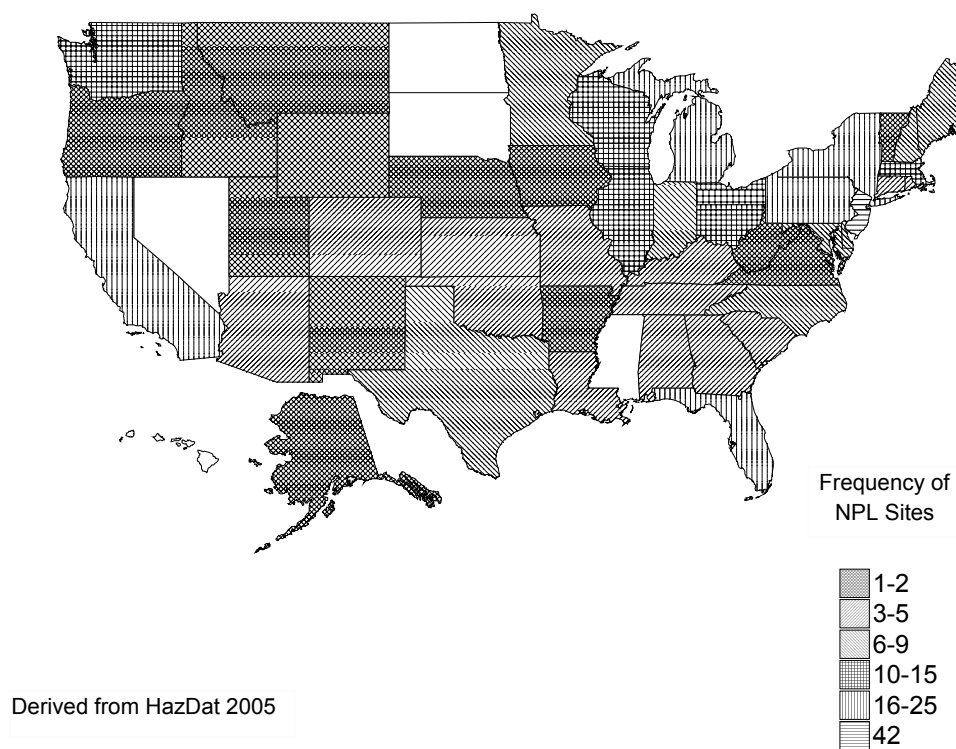 Frequency of
NPL Sites
1-2
3-5
6-9
10-15
16-25
42
Derived from HazDat 2005